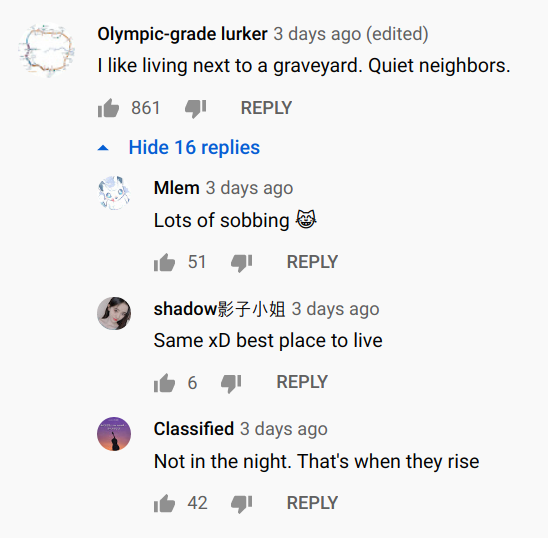 Olympic-grade lurker 3 days ago (edited)
I like living next to a graveyard. Quiet neighbors.
861 REPLY
Hide 16 replies
Mlem 3 days ago
Lots of sobbing 😹
51 REPLY
shadow影子小姐 3 days ago
Same xD best place to live
6 REPLY
Classified 3 days ago
Not in the night. That's when they rise
42 REPLY